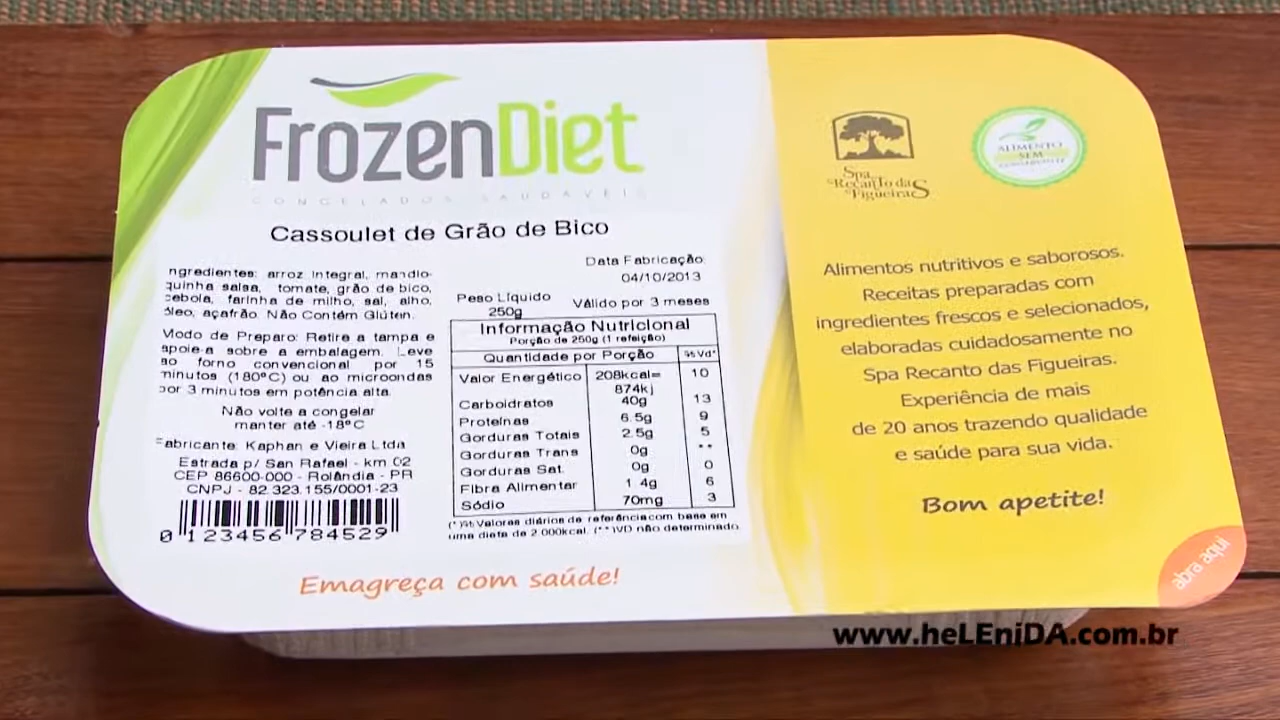 FrozenDiet
CONGELADOS SAUDÁVEIS
Cassoulet de Grão de Bico
ngredientes: arroz integral, mandio-
quinha salsa, tomate, grão de bico,
cebola, farinha de milho, sal, alho,
óleo, açafrão. Não Contém Glúten.
Modo de Preparo: Retire a tampa e
apoie-a sobre a embalagem. Leve
ao forno convencional por 15
minutos (180ºC) ou ao microondas
por 3 minutos em potência alta.
Não volte a congelar
manter até -18ºC
Fabricante: Kaphan e Vieira Ltda
Estrada p/ San Rafael - km 02
CEP 86600-000 - Rolândia - PR
CNPJ - 82.323.155/0001-23
0 123456 784529
Data Fabricação:
04/10/2013
Peso Líquido
250g
Válido por 3 meses
Informação Nutricional
Porção de 250g (1 refeição)
Quantidade por Porção %Vd*
Valor Energético 208kcal= 10
874kj
Carboidratos 40g 13
Proteínas 6.5g 9
Gorduras Totais 2.5g 5
Gorduras Trans 0g **
Gorduras Sat. 0g 0
Fibra Alimentar 1.4g 6
Sódio 70mg 3
(*)% Valores diários de referência com base em
uma dieta de 2.000kcal. (**)VD não determinado.
Emagreça com saúde!
Spa
Recanto das
Figueiras
ALIMENTO
SEM
CONSERVANTE
Alimentos nutritivos e saborosos.
Receitas preparadas com
ingredientes frescos e selecionados,
elaboradas cuidadosamente no
Spa Recanto das Figueiras.
Experiência de mais
de 20 anos trazendo qualidade
e saúde para sua vida.
Bom apetite!
abra aqui
www.heLEniDA.com.br